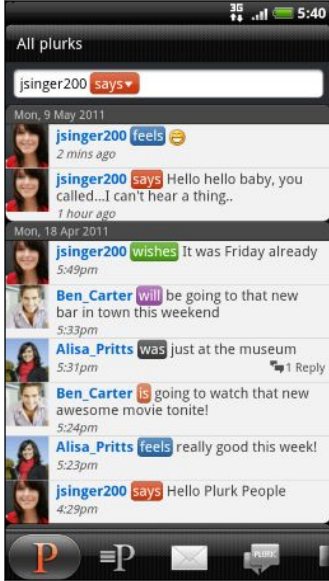 3G 5:40
All plurks
jsinger200 says
Mon, 9 May 2011
jsinger200 feels
2 mins ago
jsinger200 says Hello hello baby, you
called...I can't hear a thing..
1 hour ago
Mon, 18 Apr 2011
jsinger200 wishes It was Friday already
5:49pm
Ben_Carter will be going to that new
bar in town this weekend
5:33pm
Alisa_Pritts was just at the museum
5:31pm 1 Reply
Ben_Carter is going to watch that new
awesome movie tonite!
5:24pm
Alisa_Pritts feels really good this week!
5:23pm
jsinger200 says Hello Plurk People
4:29pm
P P PLURK